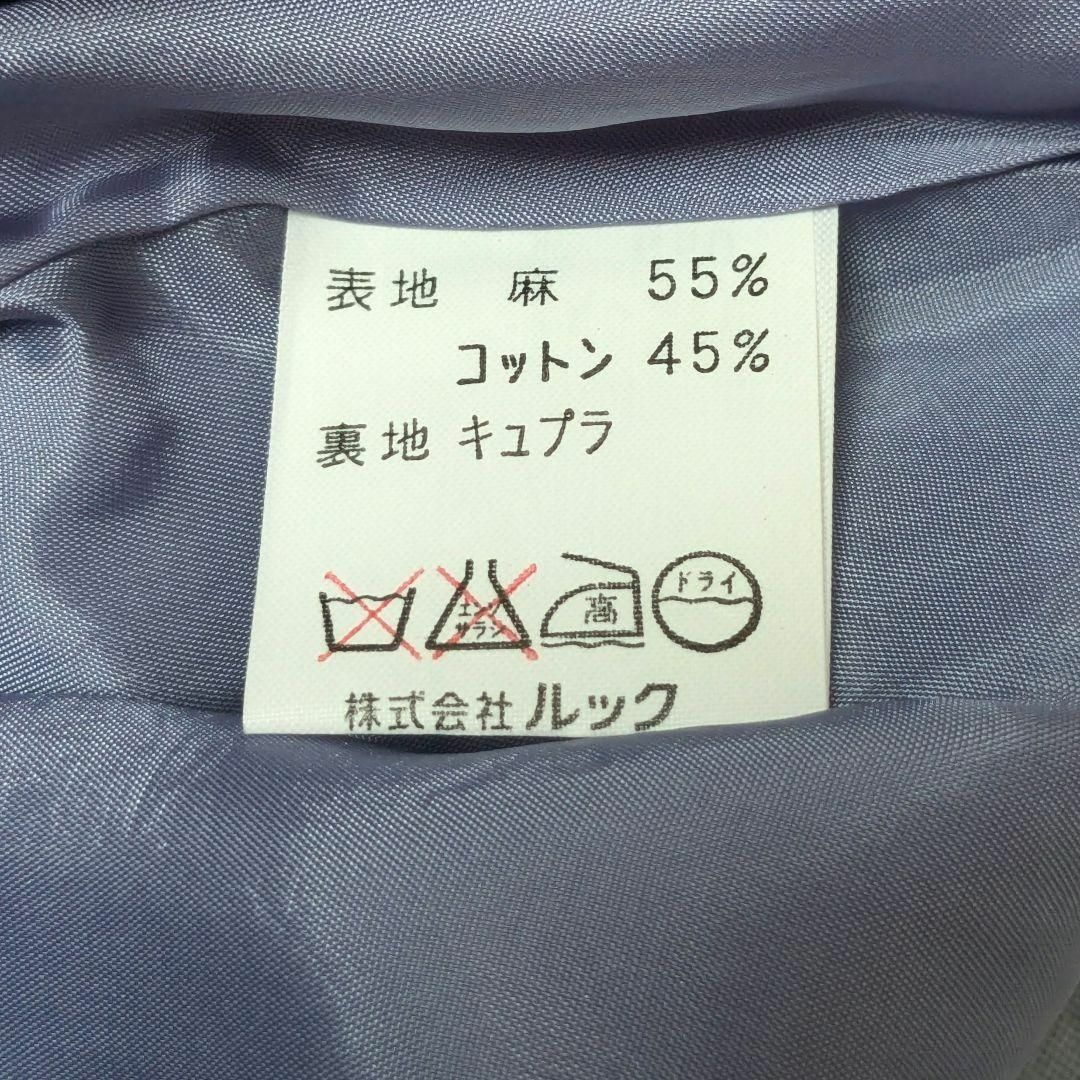 表地 麻 55%
コットン 45%
裏地 キュプラ
エンソ サラシ 高 ドライ
株式会社ルック